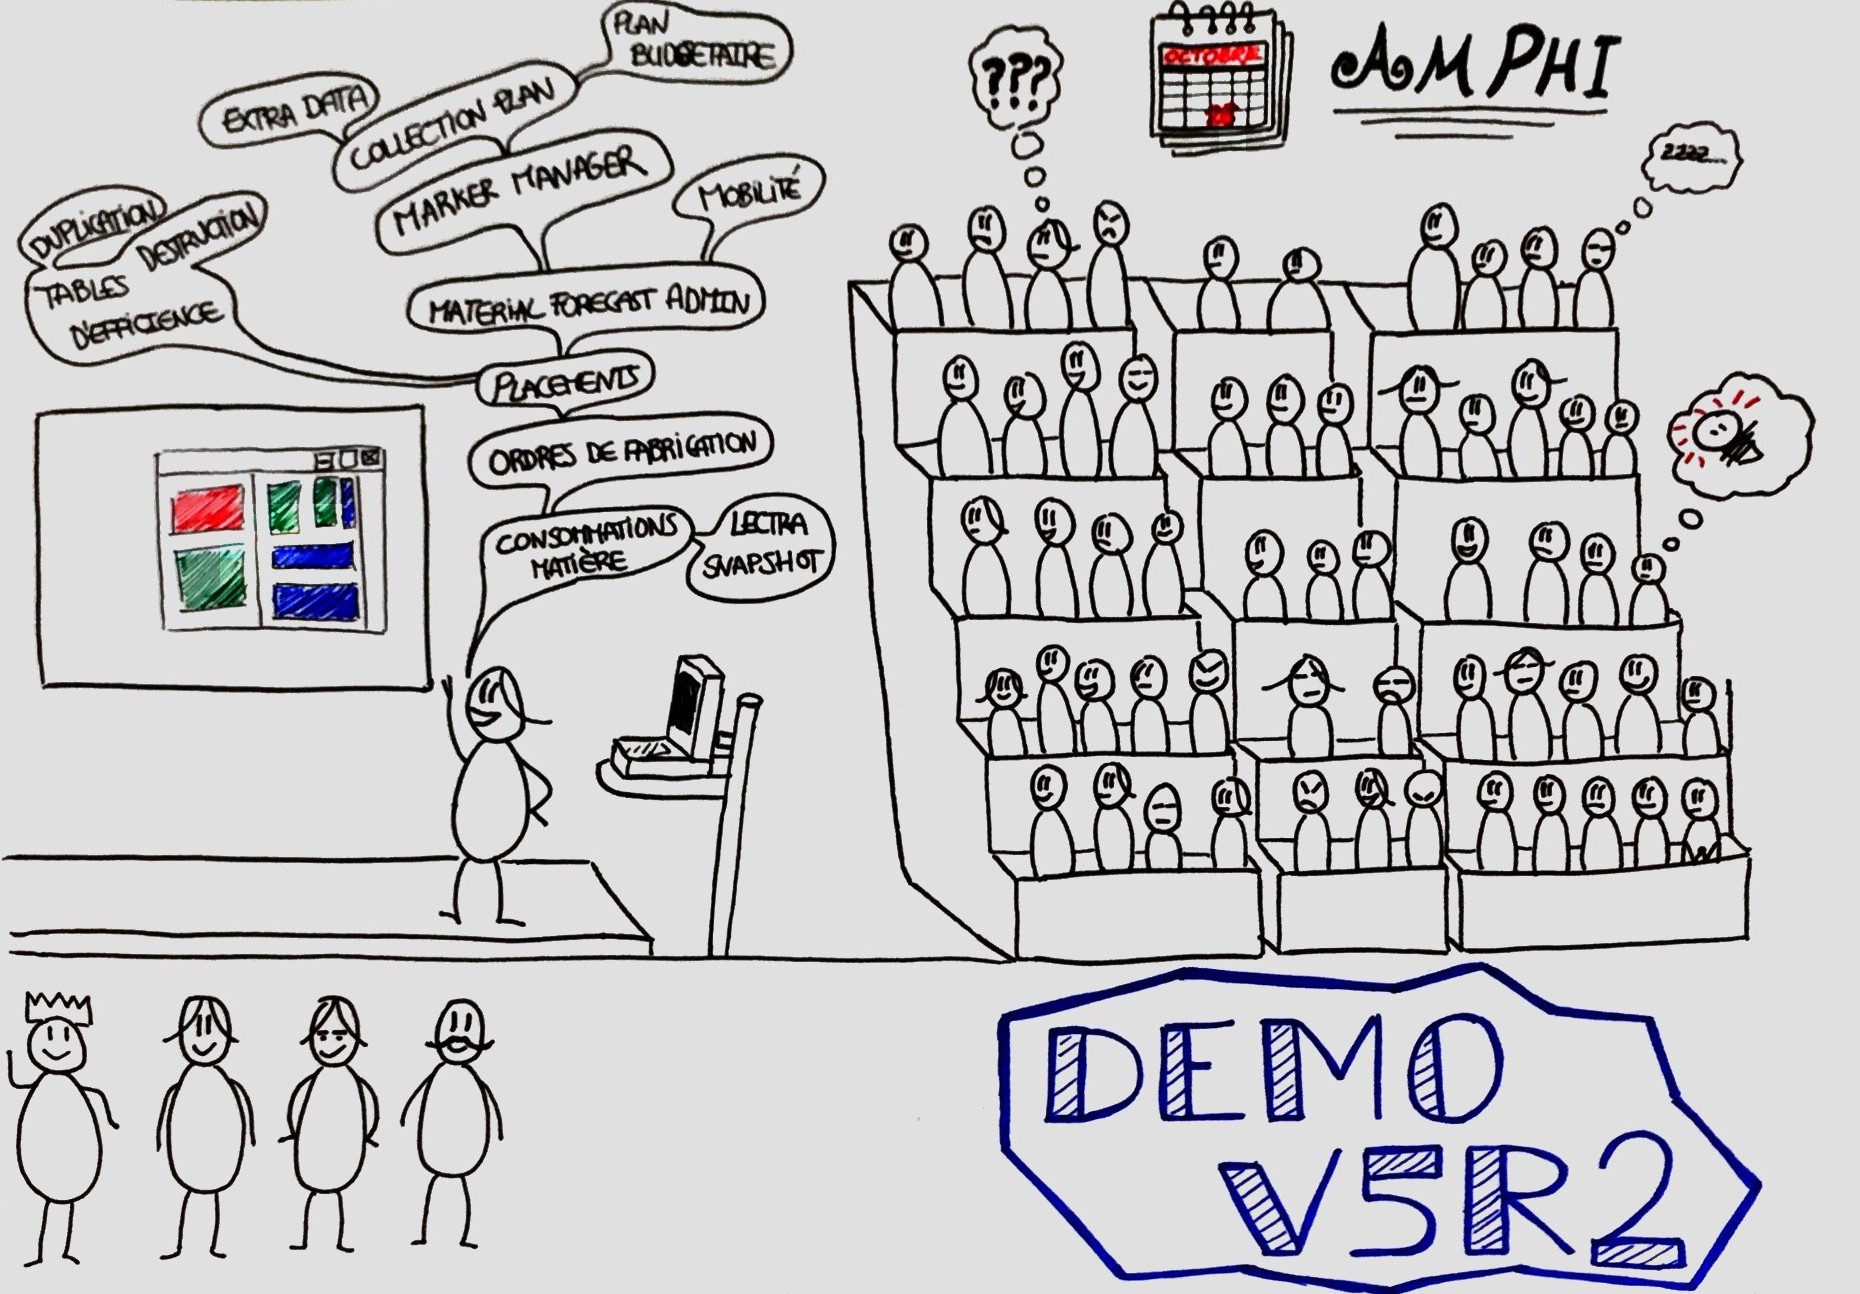 PLAN
BUDGETAIRE
EXTRA DATA
COLLECTION PLAN
MARKER MANAGER
MOBILITÉ
DUPLICATION
DESTRUCTION
TABLES
D'EFFICIENCE
MATERIAL FORECAST ADMIN
PLACEMENTS
ORDRES DE FABRICATION
CONSOMMATIONS
MATIÈRE
LECTRA
SNAPSHOT
???
OCTOBRE
AMPHI
zzzz...
DEMO
V5R2